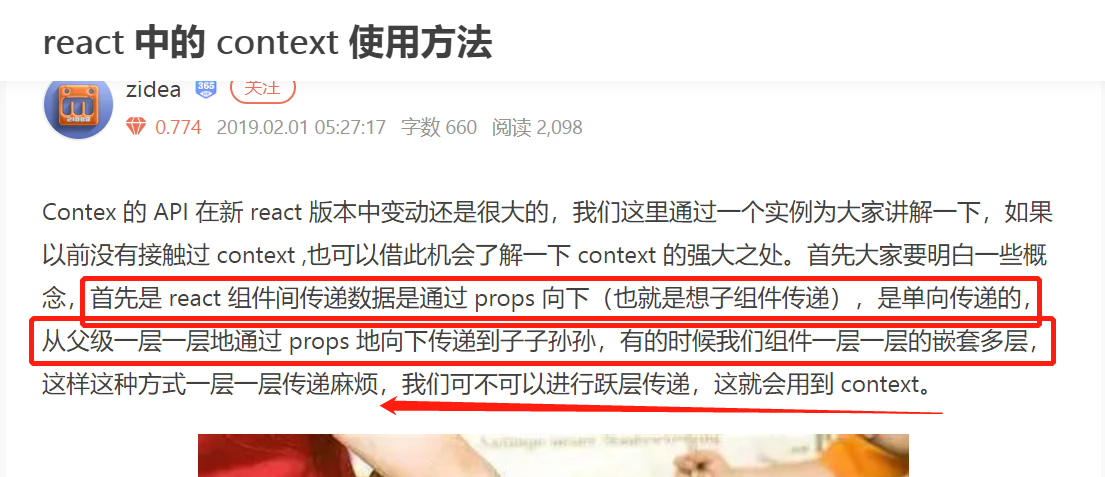 react 中的 context 使用方法
zidea 365 关注
0.774 2019.02.01 05:27:17 字数 660 阅读 2,098
Contex 的 API 在新 react 版本中变动还是很大的，我们这里通过一个实例为大家讲解一下，如果
以前没有接触过 context ,也可以借此机会了解一下 context 的强大之处。首先大家要明白一些概
念，首先是 react 组件间传递数据是通过 props 向下（也就是想子组件传递），是单向传递的，
从父级一层一层地通过 props 地向下传递到子子孙孙，有的时候我们组件一层一层的嵌套多层，
这样这种方式一层一层传递麻烦，我们可不可以进行跃层传递，这就会用到 context。